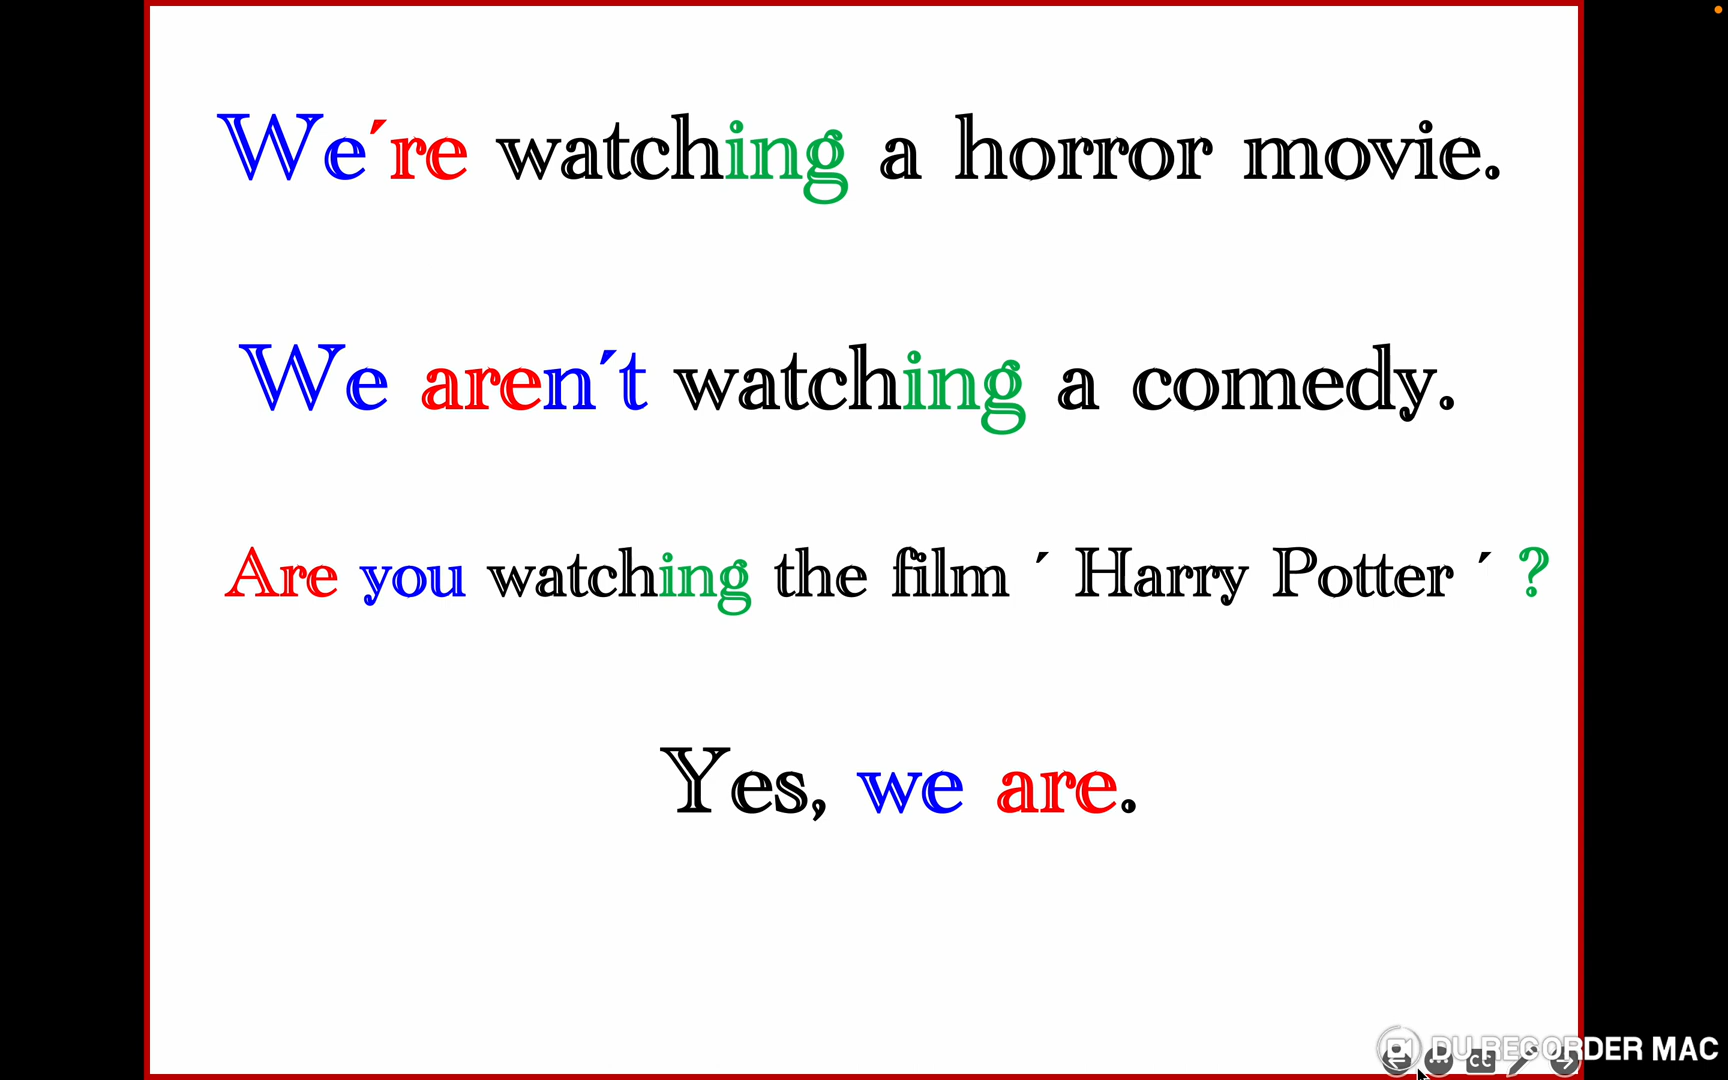 We´re watching a horror movie.
We aren´t watching a comedy.
Are you watching the film ´ Harry Potter ´ ?
Yes, we are.
DU RECORDER MAC
CC